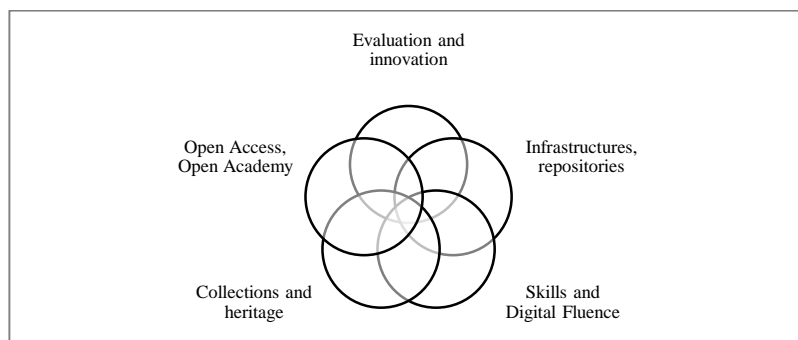 Evaluation and
innovation
Open Access,
Open Academy
Infrastructures,
repositories
Collections and
heritage
Skills and
Digital Fluence